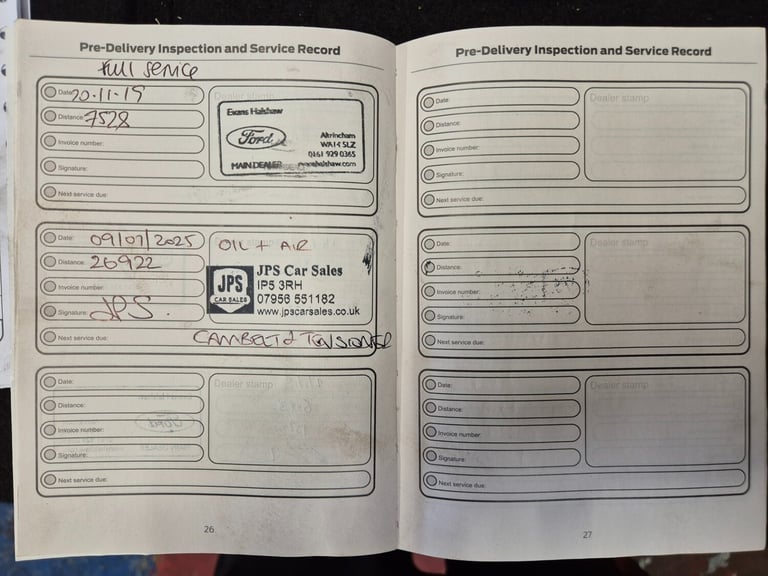 Pre-Delivery Inspection and Service Record
Full Service
Date: 20-11-19
Dealer stamp
Distance: 7528
Invoice number:
Signature:
Next service due:
Evans Halshaw
Ford
Altrincham
WA14 5LZ
0161 929 0365
MAIN DEALER
Date: 09/07/2025
Distance: 26922
Invoice number:
Signature: JPS.
Next service due: CAMBELT & TENSIONER
OIL + AIR
JPS
CAR SALES
JPS Car Sales
IP5 3RH
07956 551182
www.jpscarsales.co.uk
Date:
Dealer stamp
Distance:
Invoice number:
Signature:
Next service due:
26
Pre-Delivery Inspection and Service Record
Date:
Dealer stamp
Distance:
Invoice number:
Signature:
Next service due:
Date:
Dealer stamp
Distance:
Invoice number:
Signature:
Next service due:
Date:
Dealer stamp
Distance:
Invoice number:
Signature:
Next service due:
27